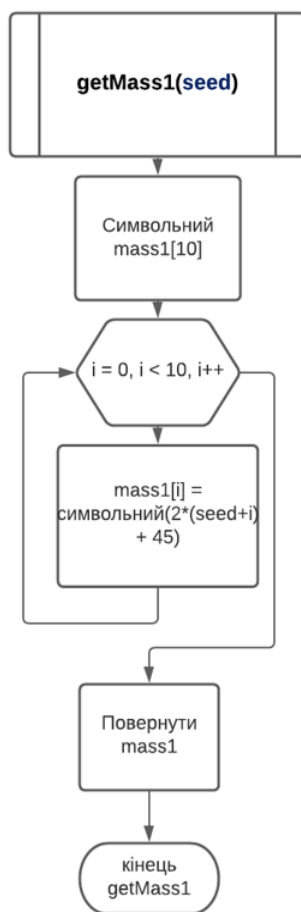 getMass1(seed)
Символьний
mass1[10]
i = 0, i < 10, i++
mass1[i] =
символьний(2*(seed+i)
+ 45)
Повернути
mass1
кінець
getMass1